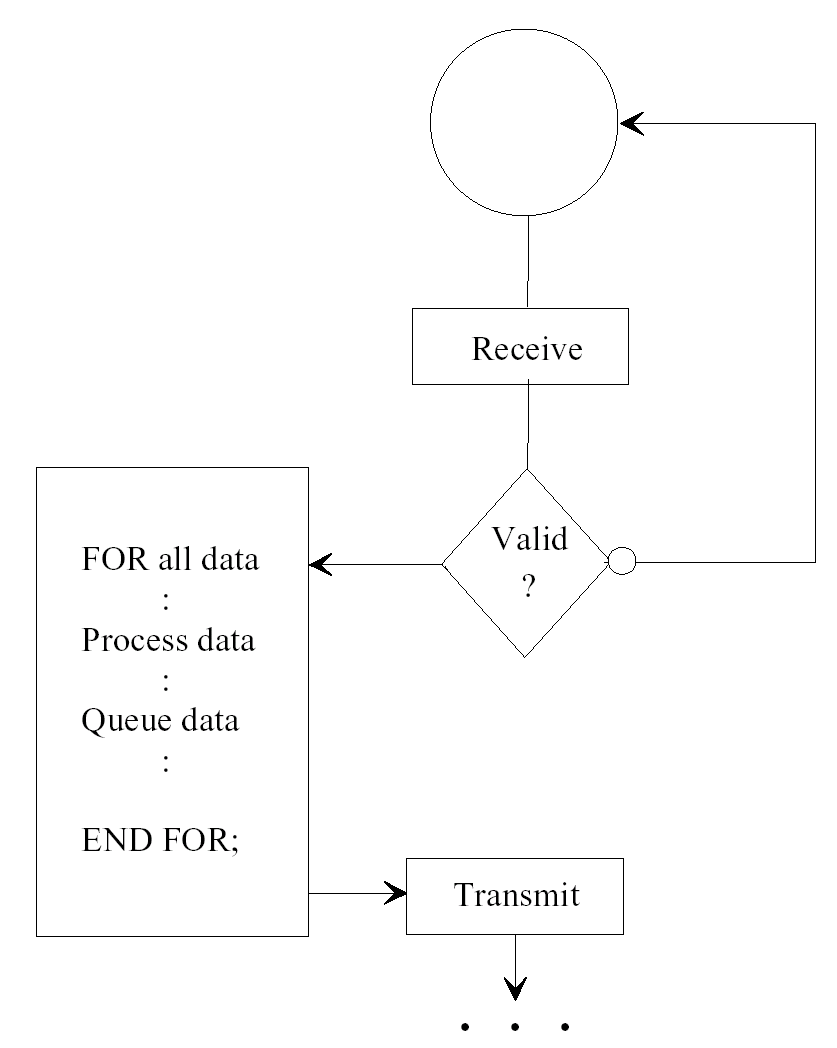 Receive
Valid
?
FOR all data
:
Process data
:
Queue data
:
END FOR;
Transmit
. . .